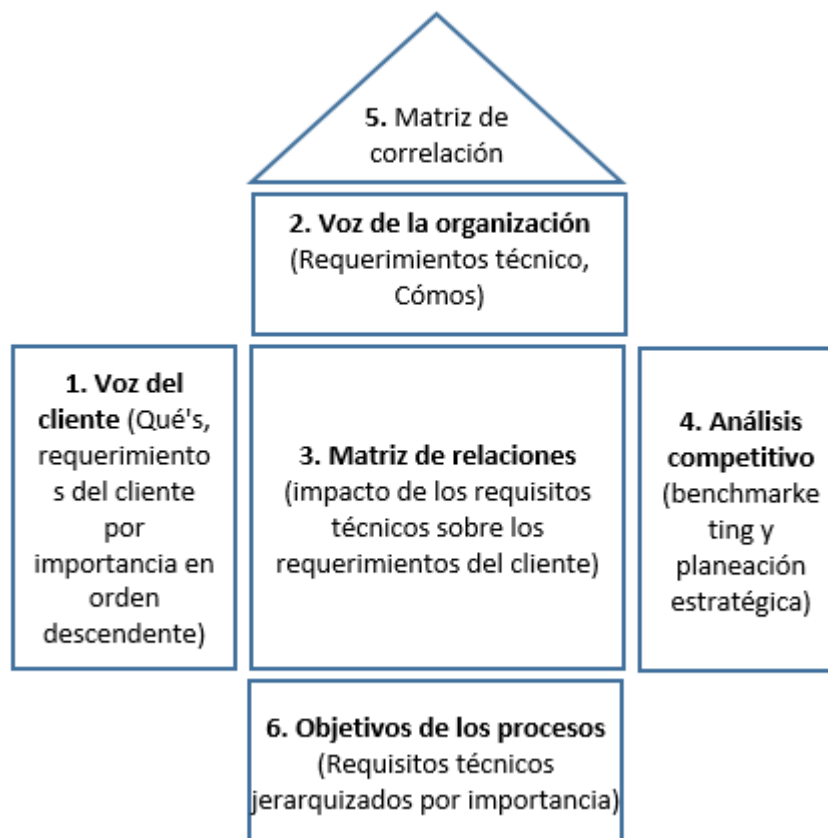 5. Matriz de
correlación
2. Voz de la organización
(Requerimientos técnico,
Cómos)
1. Voz del
cliente (Qué's,
requerimiento
s del cliente
por
importancia en
orden
descendente)
3. Matriz de relaciones
(impacto de los requisitos
técnicos sobre los
requerimientos del cliente)
4. Análisis
competitivo
(benchmarke
ting y
planeación
estratégica)
6. Objetivos de los procesos
(Requisitos técnicos
jerarquizados por importancia)